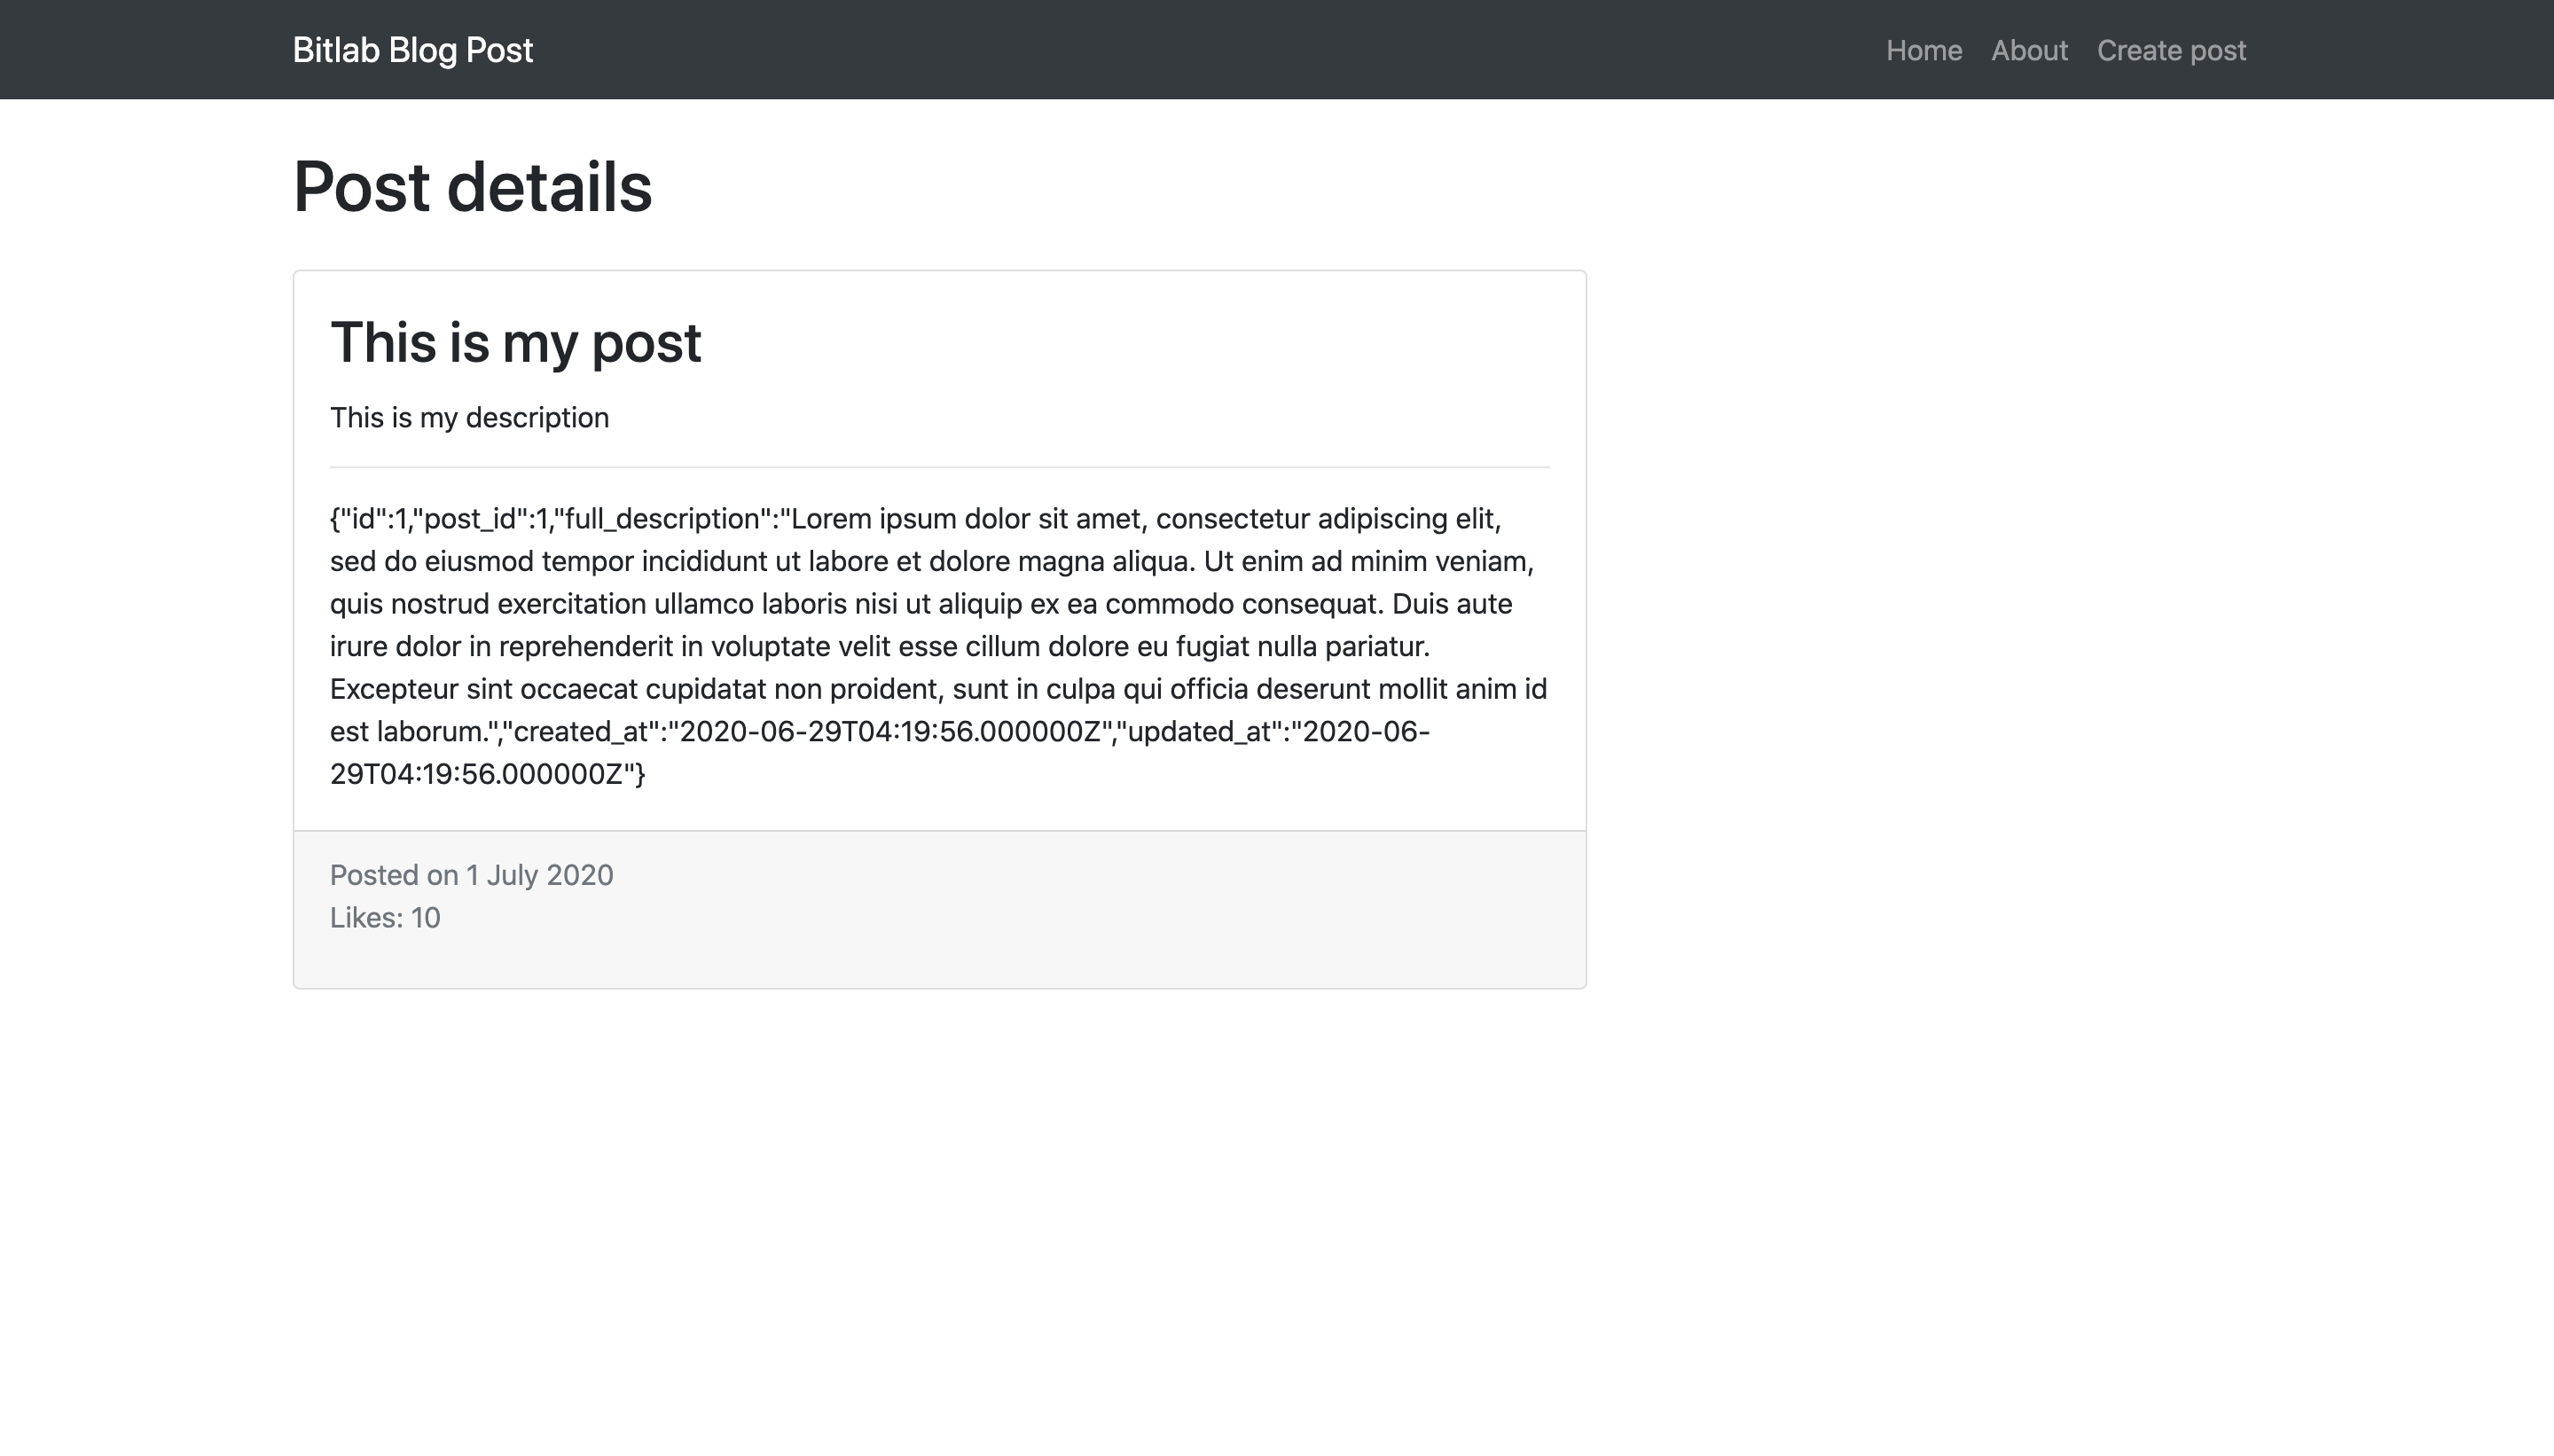 Bitlab Blog Post
Home About Create post
Post details
This is my post
This is my description
{"id":1,"post_id":1,"full_description":"Lorem ipsum dolor sit amet, consectetur adipiscing elit,
sed do eiusmod tempor incididunt ut labore et dolore magna aliqua. Ut enim ad minim veniam,
quis nostrud exercitation ullamco laboris nisi ut aliquip ex ea commodo consequat. Duis aute
irure dolor in reprehenderit in voluptate velit esse cillum dolore eu fugiat nulla pariatur.
Excepteur sint occaecat cupidatat non proident, sunt in culpa qui officia deserunt mollit anim id
est laborum.","created_at":"2020-06-29T04:19:56.000000Z","updated_at":"2020-06-
29T04:19:56.000000Z"}
Posted on 1 July 2020
Likes: 10